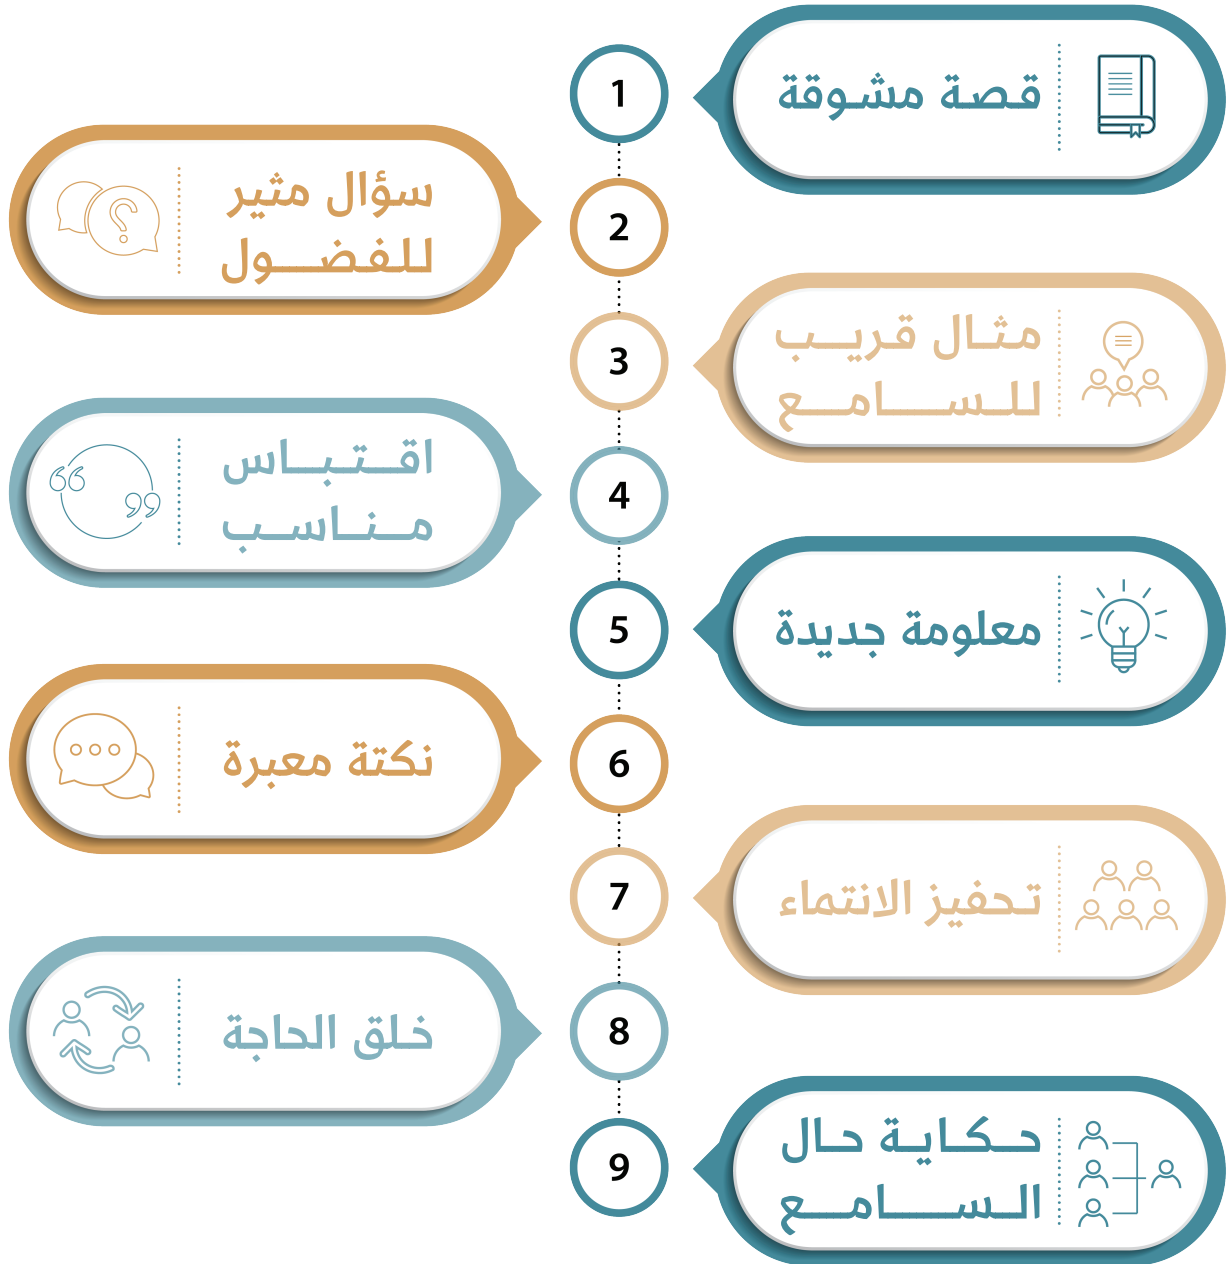 1
قصة مشوقة
2
سؤال مثير
للفضول
3
مثال قريب
للسامع
4
اقتباس
مناسب
5
معلومة جديدة
6
نكتة معبرة
7
تحفيز الانتماء
8
خلق الحاجة
9
حكاية حال
السامع